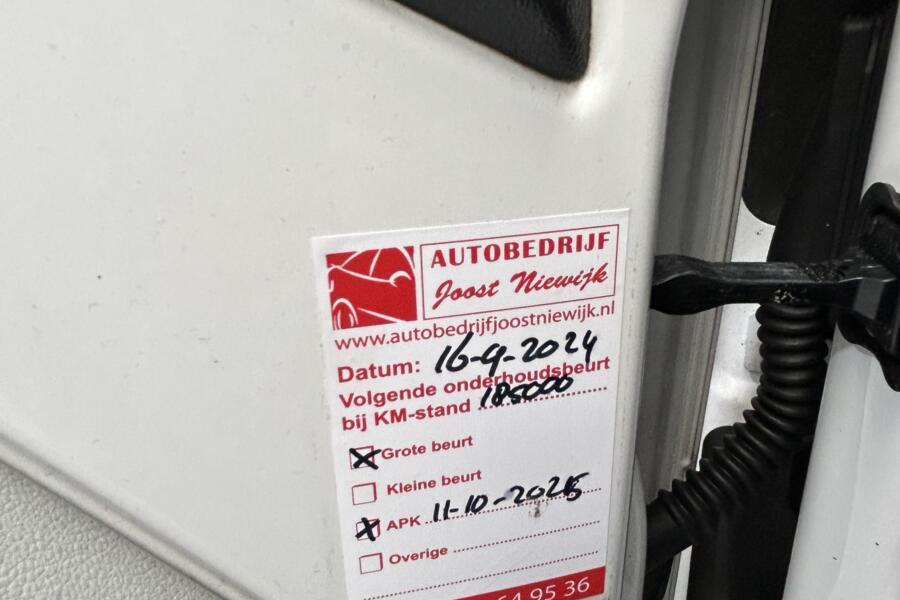 AUTOBEDRIJF
Joost Niewijk
www.autobedrijfjoostniewijk.nl
Datum: 16-9-2024
Volgende onderhoudsbeurt
bij KM-stand 185000
Grote beurt
Kleine beurt
APK 11-10-2025
Overige
54 95 36